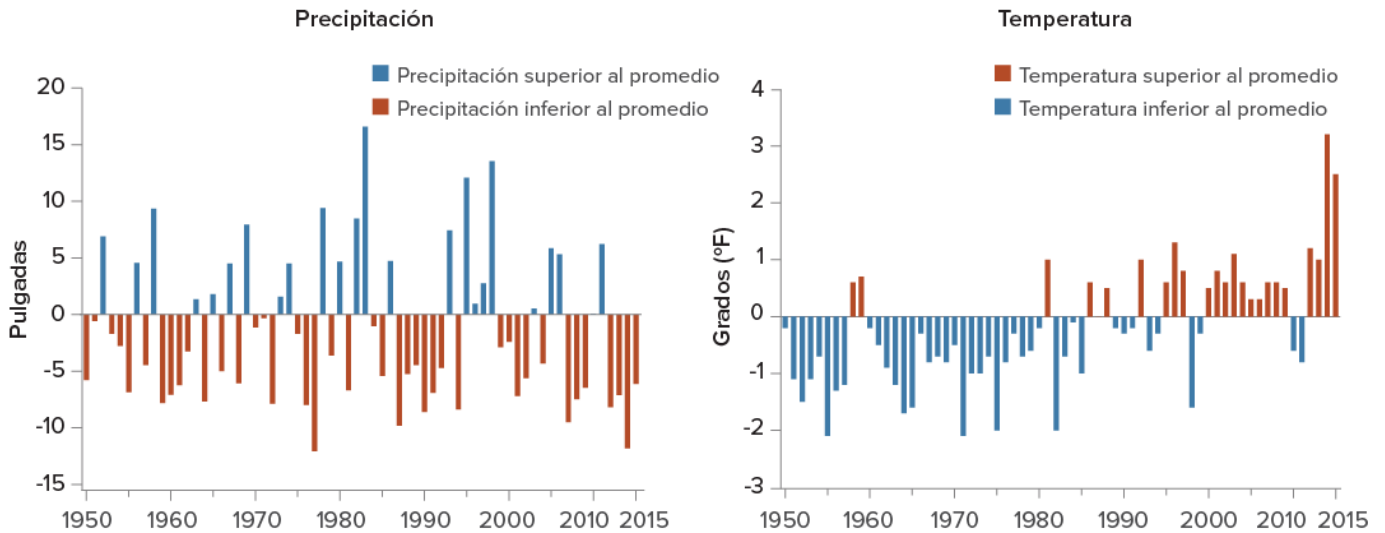 Precipitación
Precipitación superior al promedio
Precipitación inferior al promedio
Pulgadas
20
15
10
5
0
-5
-10
-15
1950 1960 1970 1980 1990 2000 2010 2015
Temperatura
Temperatura superior al promedio
Temperatura inferior al promedio
Grados (ºF)
4
3
2
1
0
-1
-2
-3
1950 1960 1970 1980 1990 2000 2010 2015